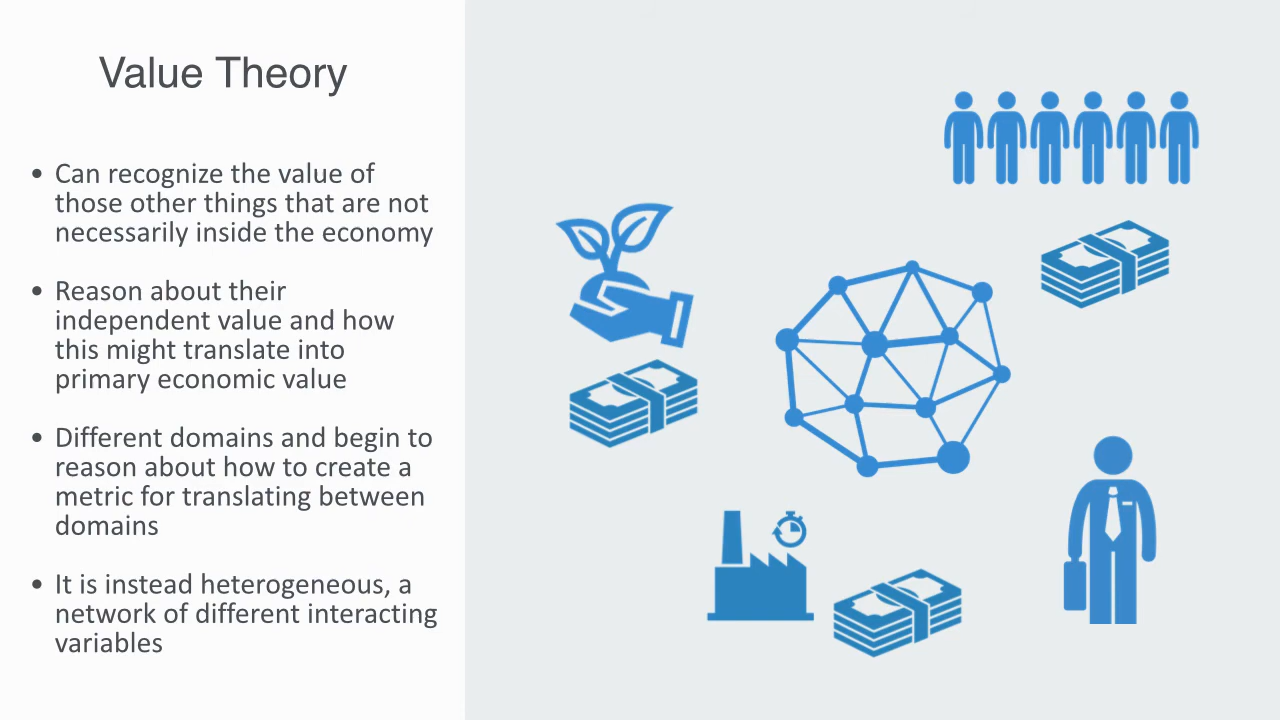 Value Theory
• Can recognize the value of
those other things that are not
necessarily inside the economy
• Reason about their
independent value and how
this might translate into
primary economic value
• Different domains and begin to
reason about how to create a
metric for translating between
domains
• It is instead heterogeneous, a
network of different interacting
variables